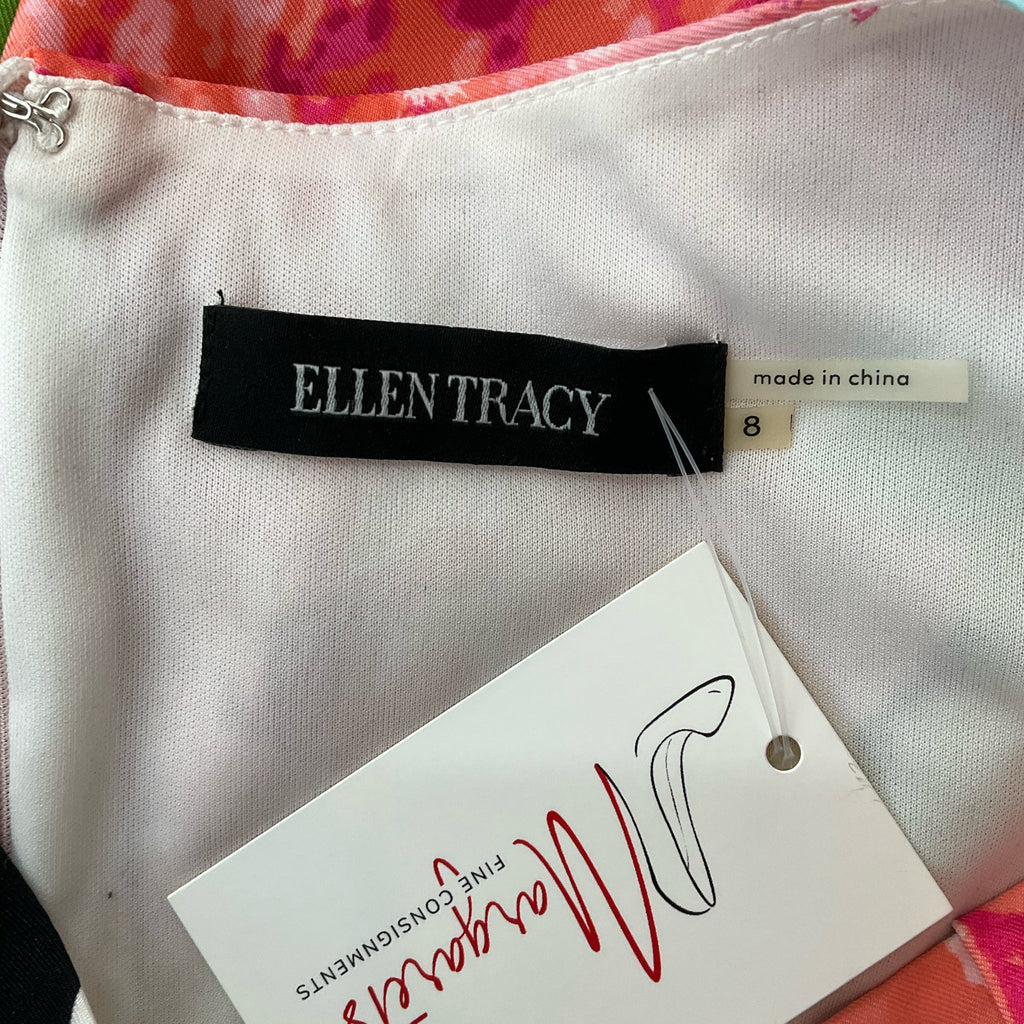 ELLEN TRACY
made in china
8
Margaret's
FINE CONSIGNMENTS